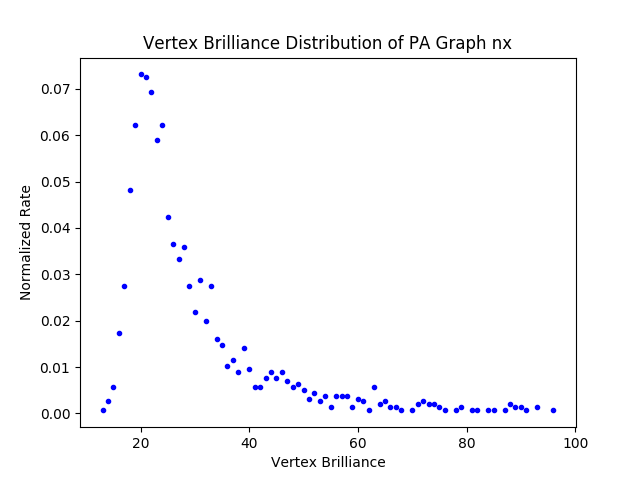 Vertex Brilliance Distribution of PA Graph nx
0.07
0.06
0.05
0.04
0.03
0.02
0.01
0.00
Normalized Rate
20 40 60 80 100
Vertex Brilliance